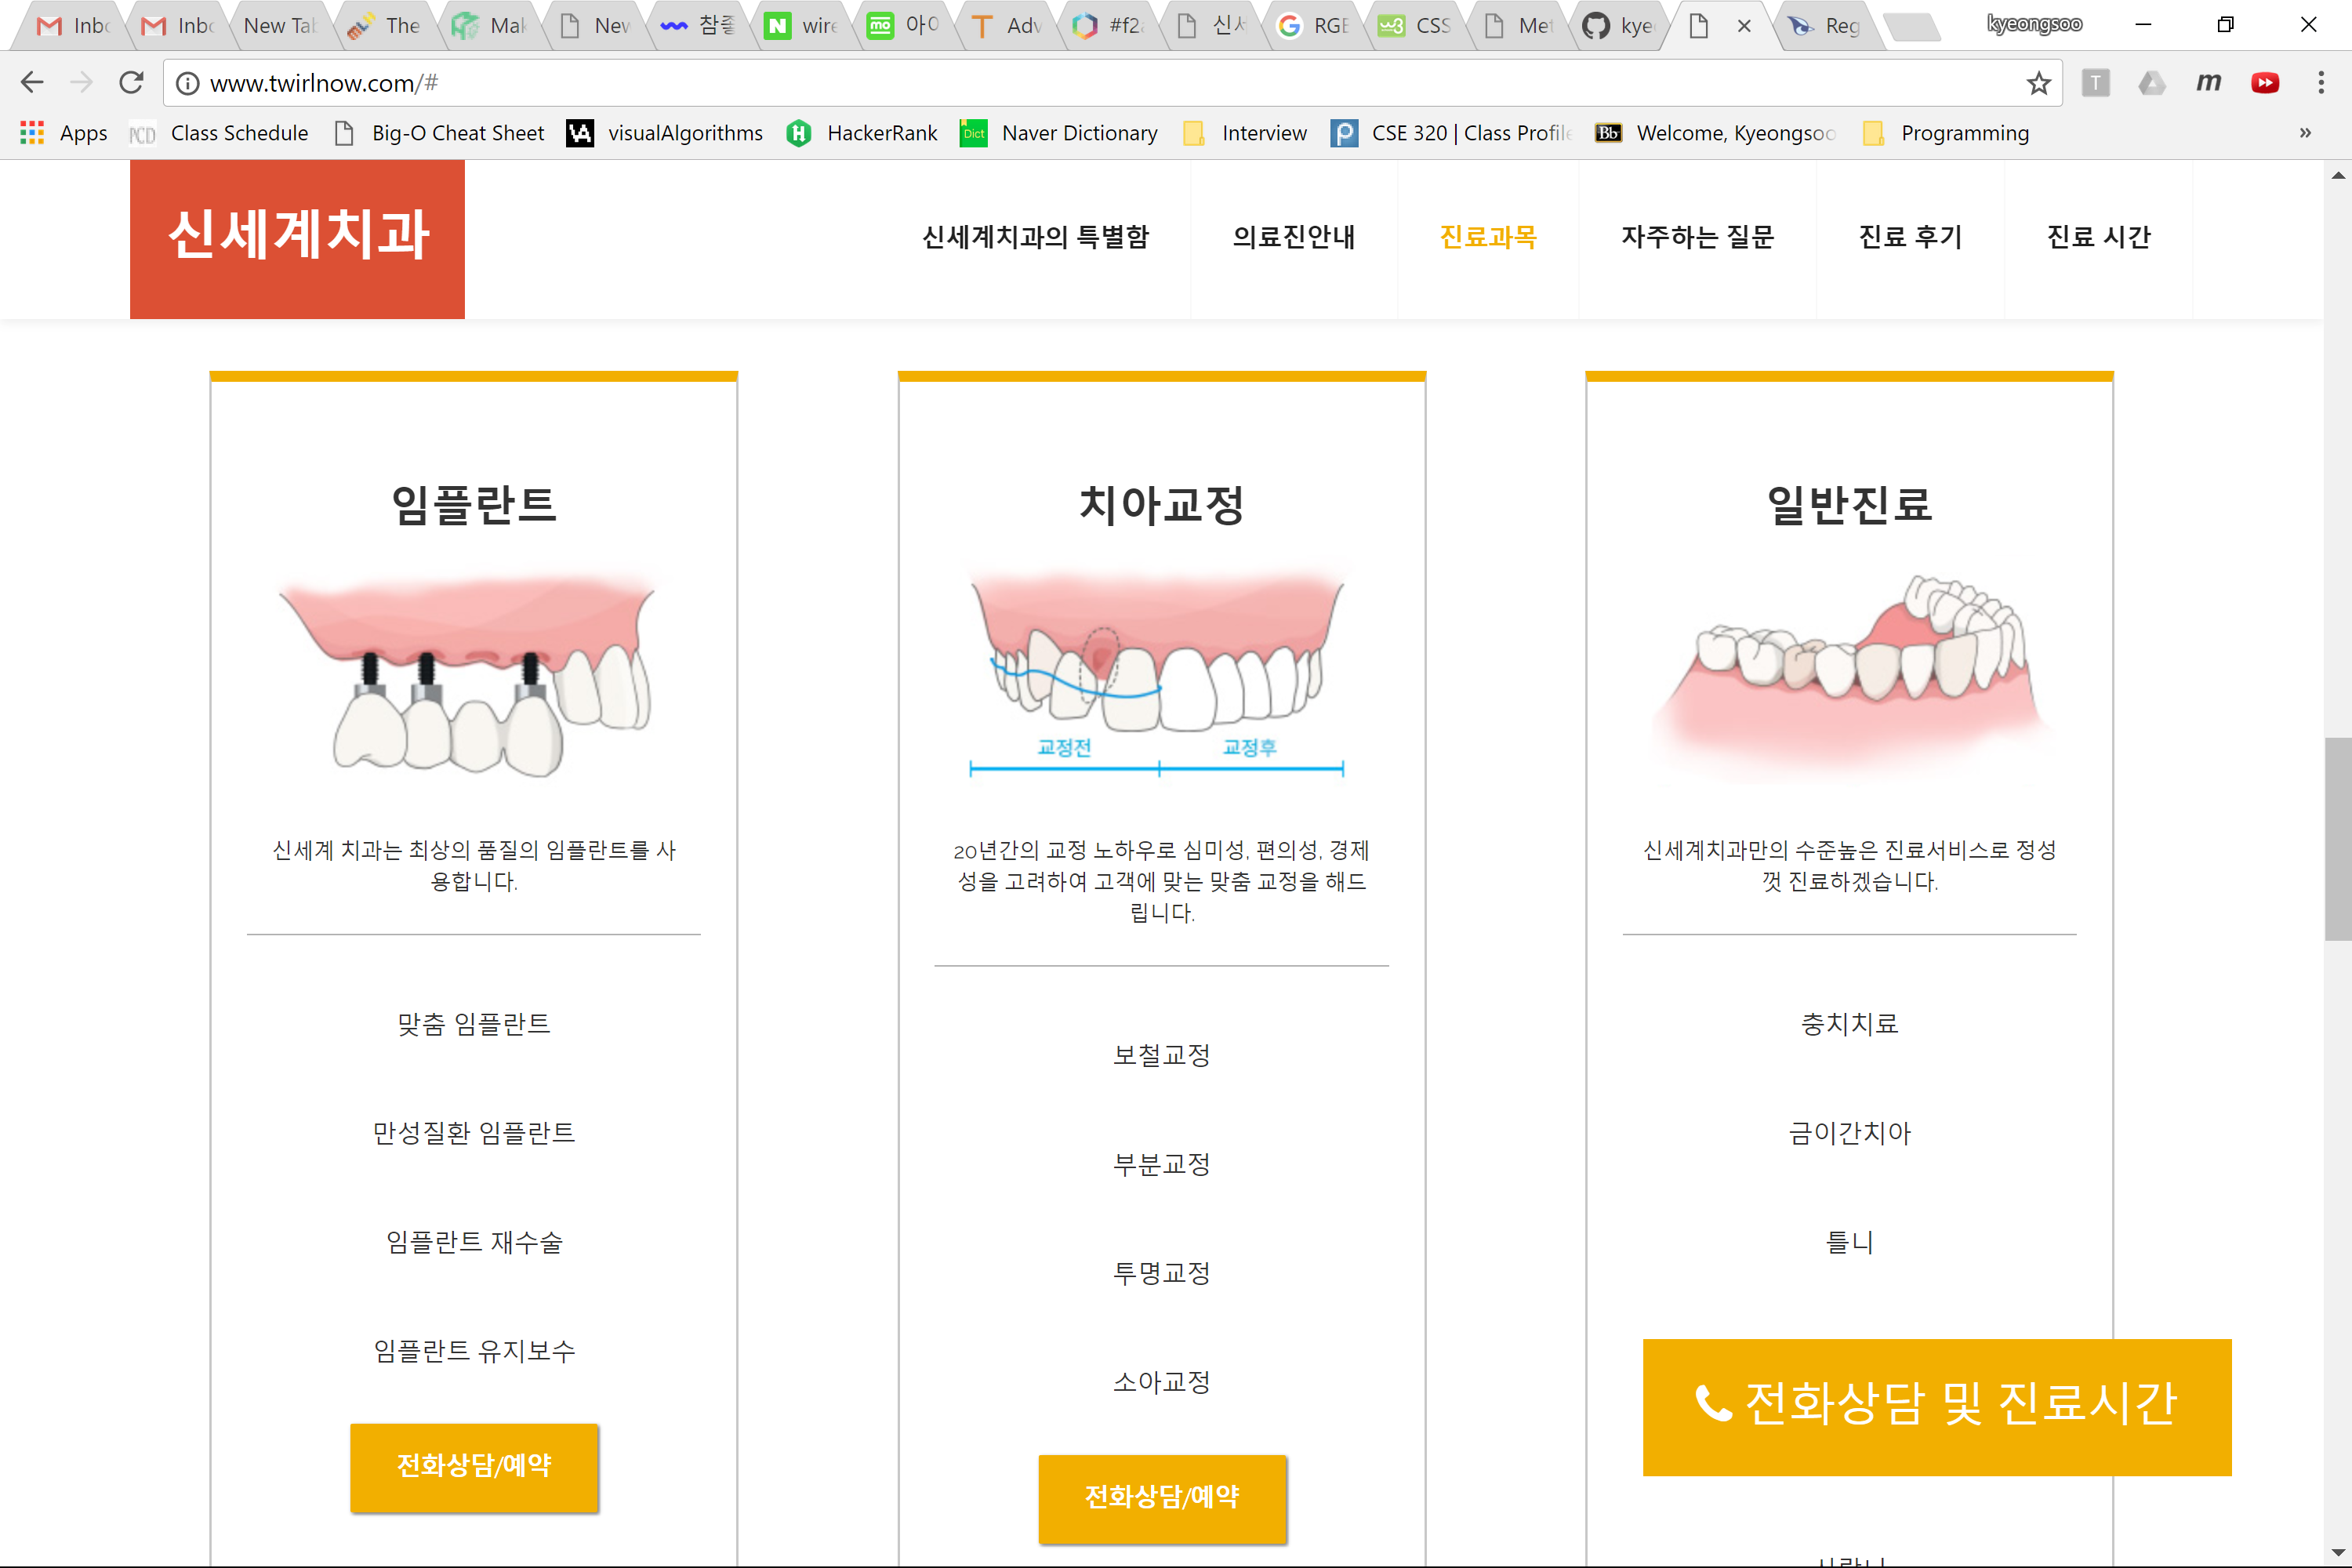 Inbo
Inbo
New Tab
The
Mak
New
참좋
wire
아이
Adv
#f2a
신세
RGB
CSS
Met
kye
Reg
kyeongsoo
www.twirlnow.com/#
Apps
Class Schedule
Big-O Cheat Sheet
visualAlgorithms
HackerRank
Naver Dictionary
Interview
CSE 320 | Class Profile
Welcome, Kyeongsoo
Programming
신세계치과
신세계치과의 특별함
의료진안내
진료과목
자주하는 질문
진료 후기
진료 시간
임플란트
신세계 치과는 최상의 품질의 임플란트를 사
용합니다.
맞춤 임플란트
만성질환 임플란트
임플란트 재수술
임플란트 유지보수
전화상담/예약
치아교정
교정전
교정후
20년간의 교정 노하우로 심미성, 편의성, 경제
성을 고려하여 고객에 맞는 맞춤 교정을 해드
립니다.
보철교정
부분교정
투명교정
소아교정
전화상담/예약
일반진료
신세계치과만의 수준높은 진료서비스로 정성
껏 진료하겠습니다.
충치치료
금이간치아
틀니
전화상담 및 진료시간